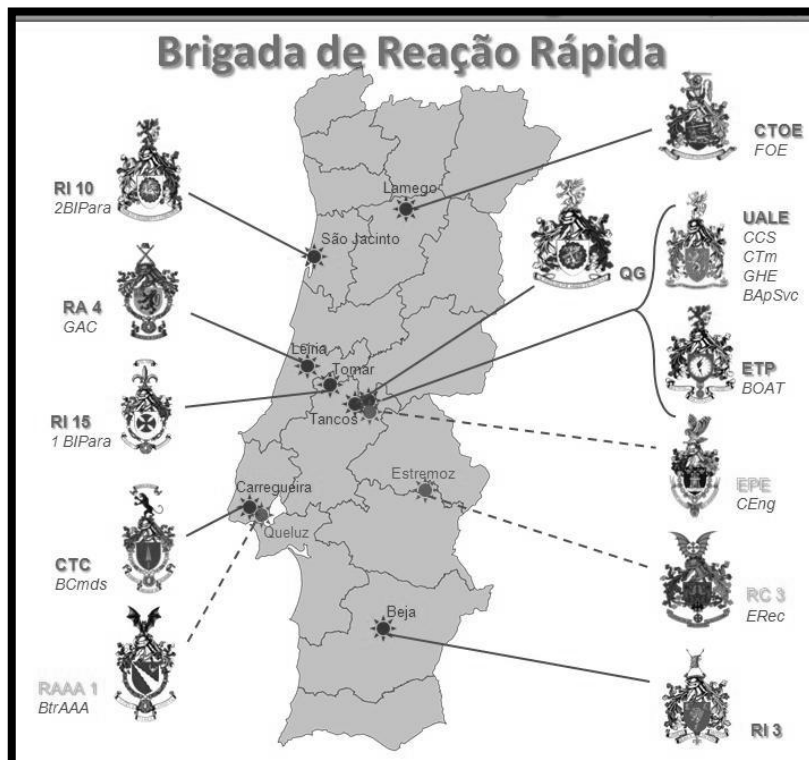 Brigada de Reação Rápida
CTOE
FOE
Lamego
RI 10
2BIPara
São Jacinto
QG
UALE
CCS
CTm
GHE
BApSvc
RA 4
GAC
Leiria
Tomar
ETP
BOAT
RI 15
1 BIPara
Tancos
EPE
CEng
Estremoz
Carregueira
Queluz
CTC
BCmds
RC 3
ERec
Beja
RAAA 1
BtrAAA
RI 3